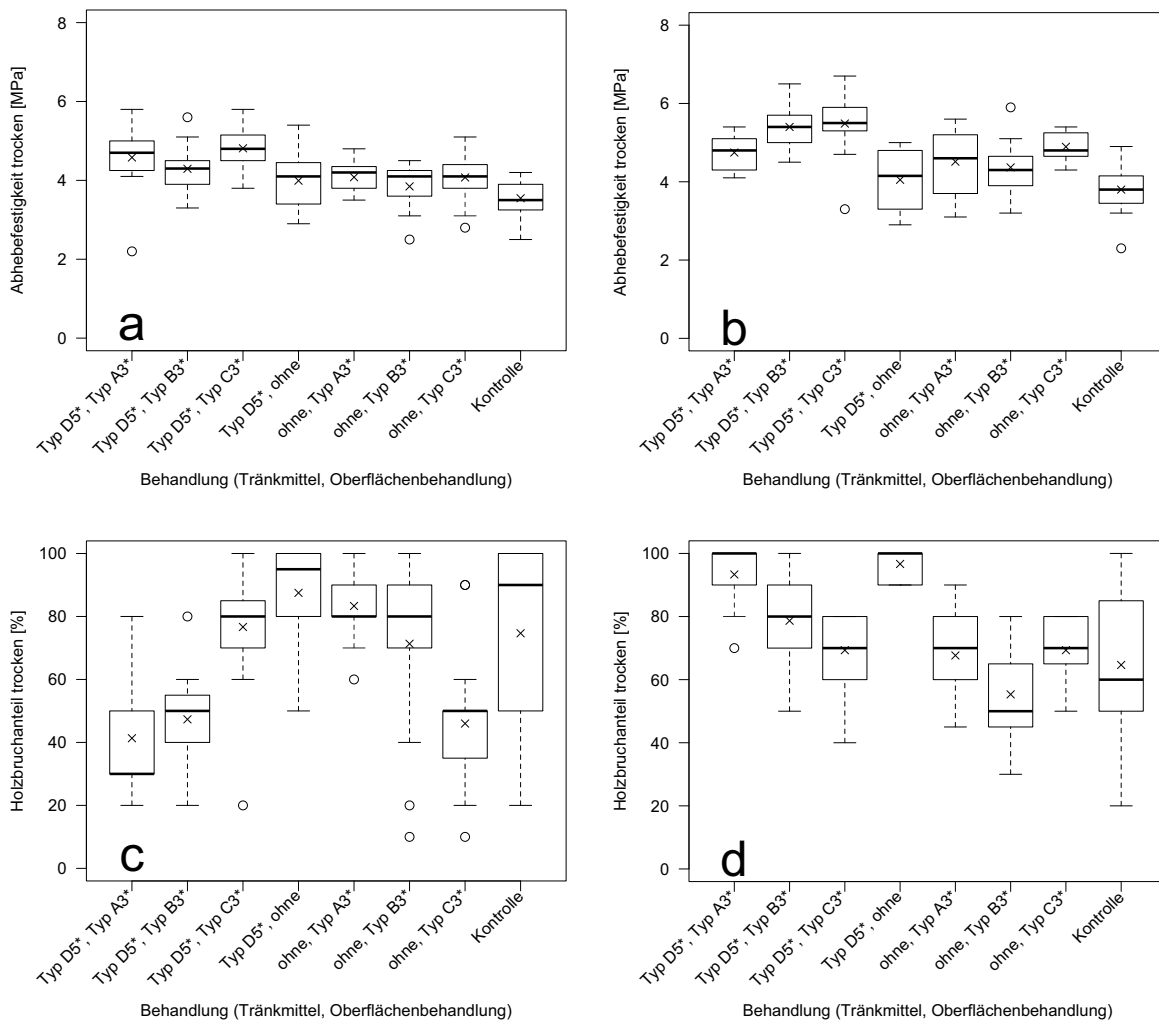 Abhebefestigkeit trocken [MPa]
8
6
4
2
0
a
Typ D5*, Typ A3*
Typ D5*, Typ B3*
Typ D5*, Typ C3*
Typ D5*, ohne
ohne, Typ A3*
ohne, Typ B3*
ohne, Typ C3*
Kontrolle
Behandlung (Tränkmittel, Oberflächenbehandlung)
Abhebefestigkeit trocken [MPa]
8
6
4
2
0
b
Typ D5*, Typ A3*
Typ D5*, Typ B3*
Typ D5*, Typ C3*
Typ D5*, ohne
ohne, Typ A3*
ohne, Typ B3*
ohne, Typ C3*
Kontrolle
Behandlung (Tränkmittel, Oberflächenbehandlung)
Holzbruchanteil trocken [%]
100
80
60
40
20
0
c
Typ D5*, Typ A3*
Typ D5*, Typ B3*
Typ D5*, Typ C3*
Typ D5*, ohne
ohne, Typ A3*
ohne, Typ B3*
ohne, Typ C3*
Kontrolle
Behandlung (Tränkmittel, Oberflächenbehandlung)
Holzbruchanteil trocken [%]
100
80
60
40
20
0
d
Typ D5*, Typ A3*
Typ D5*, Typ B3*
Typ D5*, Typ C3*
Typ D5*, ohne
ohne, Typ A3*
ohne, Typ B3*
ohne, Typ C3*
Kontrolle
Behandlung (Tränkmittel, Oberflächenbehandlung)